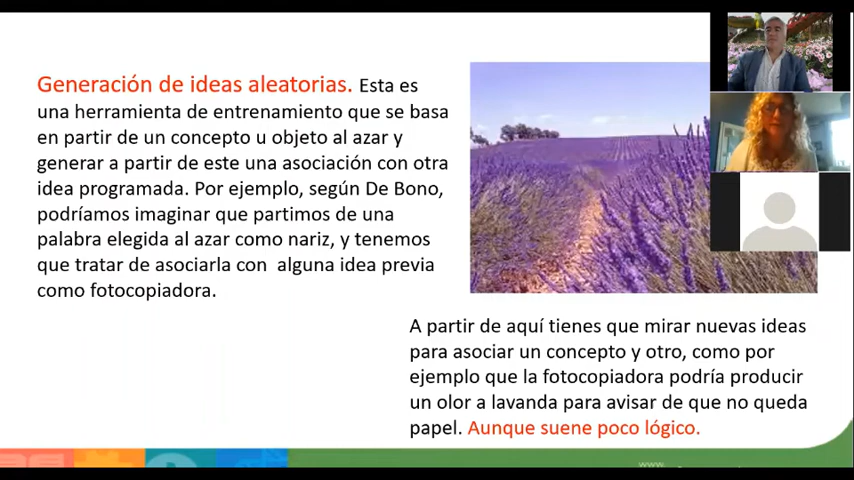 Generación de ideas aleatorias. Esta es
una herramienta de entrenamiento que se basa
en partir de un concepto u objeto al azar y
generar a partir de este una asociación con otra
idea programada. Por ejemplo, según De Bono,
podríamos imaginar que partimos de una
palabra elegida al azar como nariz, y tenemos
que tratar de asociarla con alguna idea previa
como fotocopiadora.
A partir de aquí tienes que mirar nuevas ideas
para asociar un concepto y otro, como por
ejemplo que la fotocopiadora podría producir
un olor a lavanda para avisar de que no queda
papel. Aunque suene poco lógico.